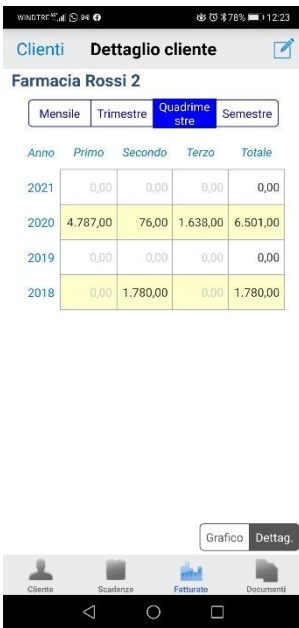 WINDTRE 78% 12:23
Clienti Dettaglio cliente
Farmacia Rossi 2
Mensile Trimestre Quadrime
stre Semestre
Anno Primo Secondo Terzo Totale
2021 0,00 0,00 0,00 0,00
2020 4.787,00 76,00 1.638,00 6.501,00
2019 0,00 0,00 0,00 0,00
2018 0,00 1.780,00 0,00 1.780,00
Grafico Dettag.
Cliente Scadenze Fatturato Documenti